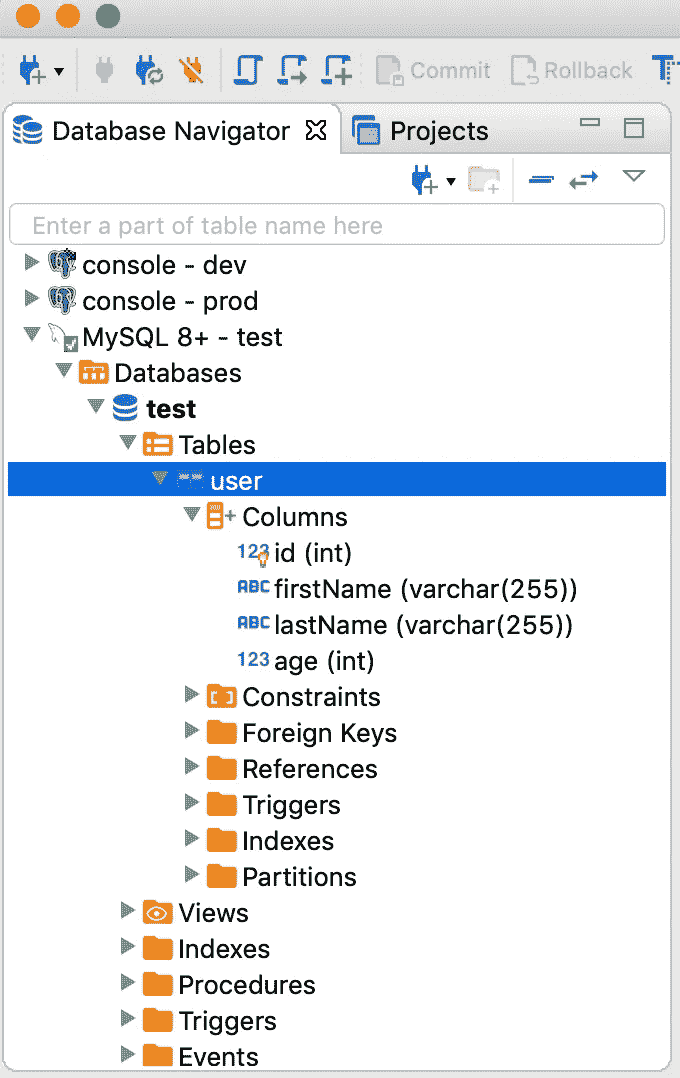 Commit Rollback
Database Navigator Projects
Enter a part of table name here
console - dev
console - prod
MySQL 8+ - test
Databases
test
Tables
user
Columns
123 id (int)
ABC firstName (varchar(255))
ABC lastName (varchar(255))
123 age (int)
Constraints
Foreign Keys
References
Triggers
Indexes
Partitions
Views
Indexes
Procedures
Triggers
Events